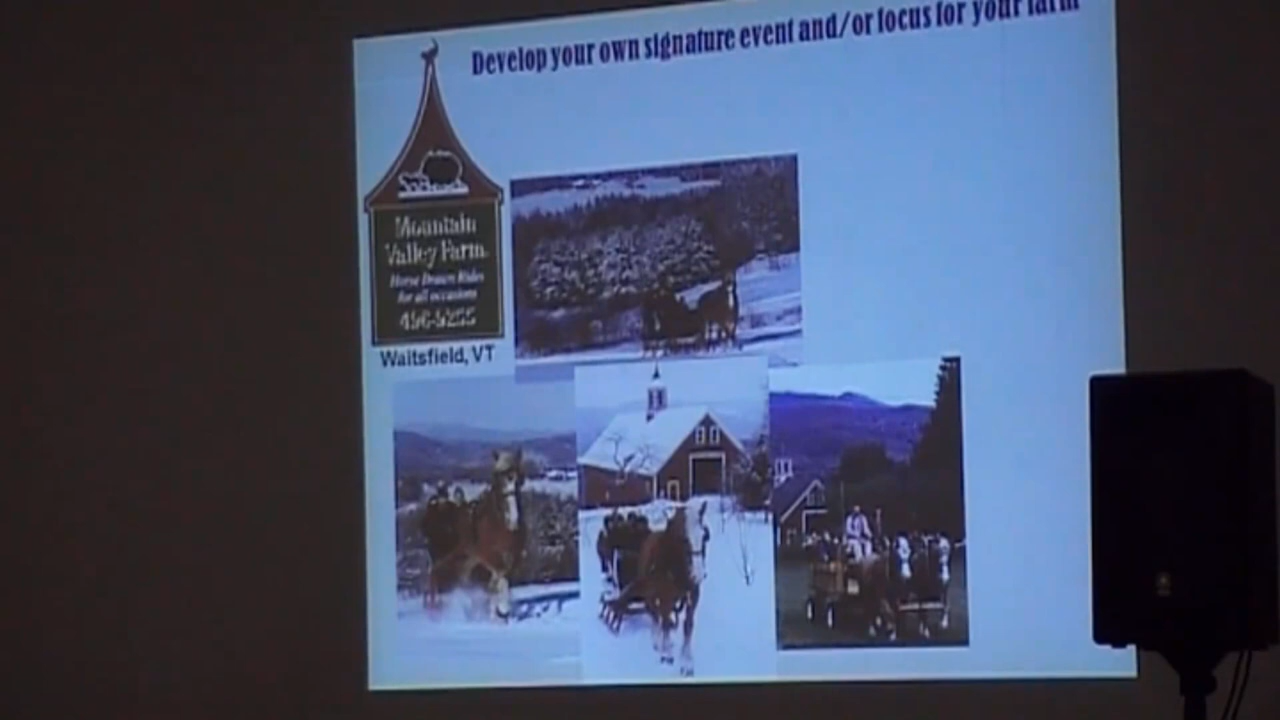 Develop your own signature event and/or focus for your farm
Mountain
Valley Farm
Horse Drawn Rides
for all occasions
496-
Waitsfield, VT